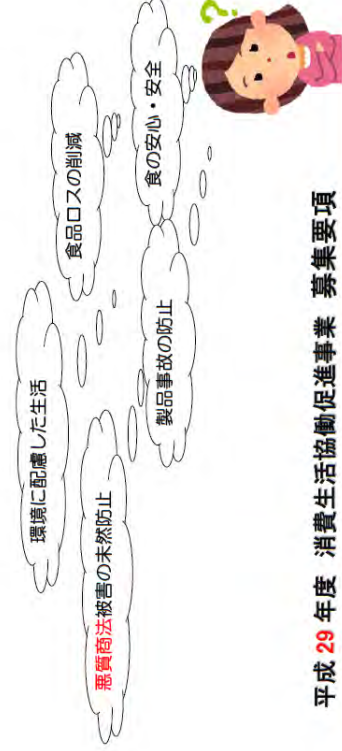 環境に配慮した生活
食品ロスの削減
悪質商法被害の未然防止
製品事故の防止
食の安心・安全
?
平成 29 年度　消費生活協働促進事業　募集要項